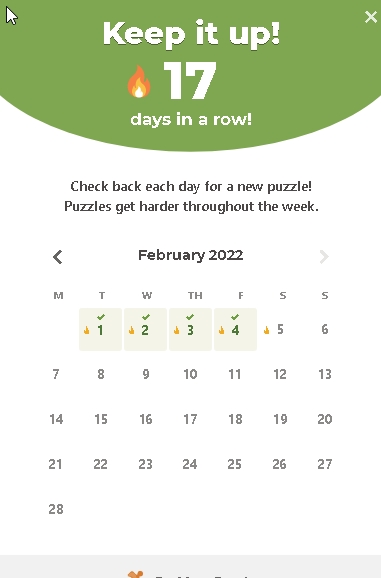 Keep it up!
17
days in a row!
Check back each day for a new puzzle!
Puzzles get harder throughout the week.
February 2022
M T W TH F S S
1 2 3 4 5 6
7 8 9 10 11 12 13
14 15 16 17 18 19 20
21 22 23 24 25 26 27
28